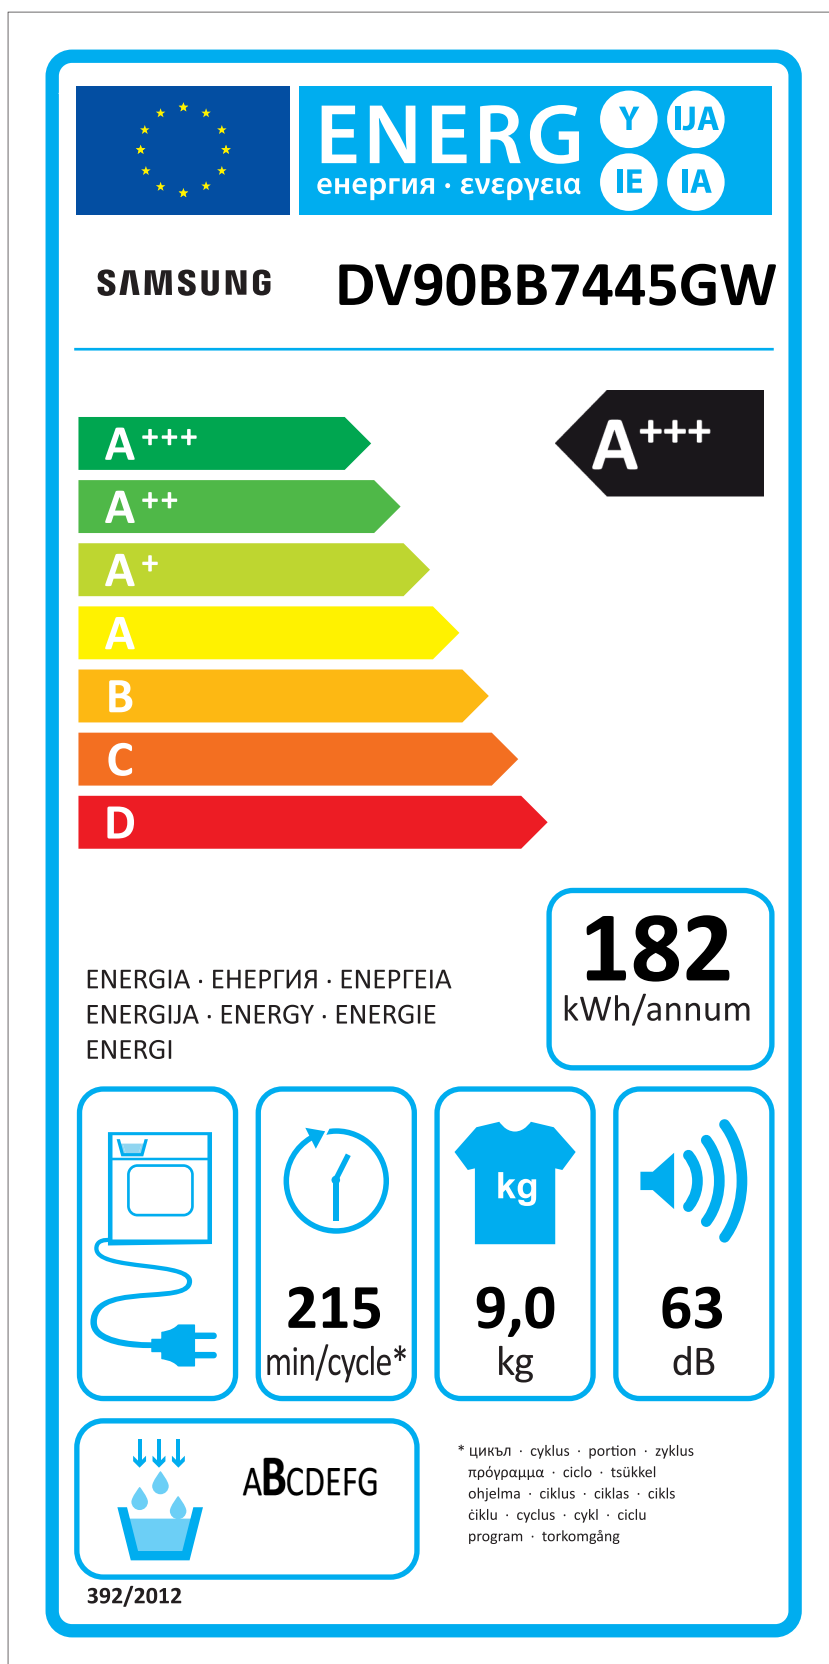 ENERG
Y
IJA
енергия · ενεργεια
IE
IA
SAMSUNG
DV90BB7445GW
A+++
A+++
A++
A+
A
B
C
D
182
kWh/annum
ENERGIA · ЕНЕРГИЯ · ΕΝΕΡΓΕΙΑ
ENERGIJA · ENERGY · ENERGIE
ENERGI
kg
215
min/cycle*
9,0
kg
63
dB
ABCDEFG
* цикъл · cyklus · portion · zyklus
πρόγραμμα · ciclo · tsükkel
ohjelma · ciklus · ciklas · cikls
ċiklu · cyclus · cykl · ciclu
program · torkomgång
392/2012